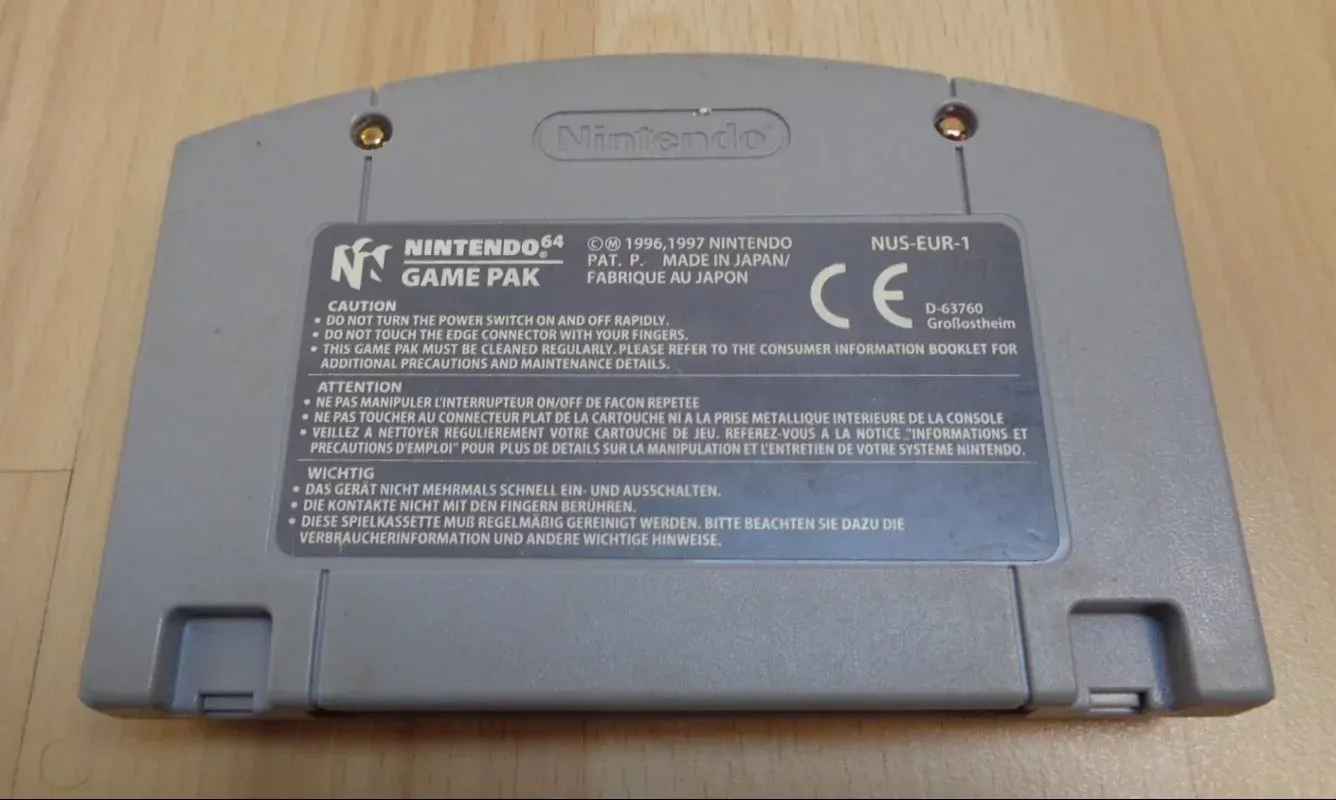 Nintendo®
NINTENDO⁶⁴®
GAME PAK
©Ⓜ 1996,1997 NINTENDO
PAT. P. MADE IN JAPAN/
FABRIQUE AU JAPON
NUS-EUR-1
CE
D-63760
Großostheim
CAUTION
• DO NOT TURN THE POWER SWITCH ON AND OFF RAPIDLY.
• DO NOT TOUCH THE EDGE CONNECTOR WITH YOUR FINGERS.
• THIS GAME PAK MUST BE CLEANED REGULARLY. PLEASE REFER TO THE CONSUMER INFORMATION BOOKLET FOR
ADDITIONAL PRECAUTIONS AND MAINTENANCE DETAILS.
ATTENTION
• NE PAS MANIPULER L'INTERRUPTEUR ON/OFF DE FACON REPETEE
• NE PAS TOUCHER AU CONNECTEUR PLAT DE LA CARTOUCHE NI A LA PRISE METALLIQUE INTERIEURE DE LA CONSOLE
• VEILLEZ A NETTOYER REGULIEREMENT VOTRE CARTOUCHE DE JEU. REFEREZ-VOUS A LA NOTICE "INFORMATIONS ET
PRECAUTIONS D'EMPLOI" POUR PLUS DE DETAILS SUR LA MANIPULATION ET L'ENTRETIEN DE VOTRE SYSTEME NINTENDO.
WICHTIG
• DAS GERÄT NICHT MEHRMALS SCHNELL EIN- UND AUSSCHALTEN.
• DIE KONTAKTE NICHT MIT DEN FINGERN BERÜHREN.
• DIESE SPIELKASSETTE MUß REGELMÄßIG GEREINIGT WERDEN. BITTE BEACHTEN SIE DAZU DIE
VERBRAUCHERINFORMATION UND ANDERE WICHTIGE HINWEISE.